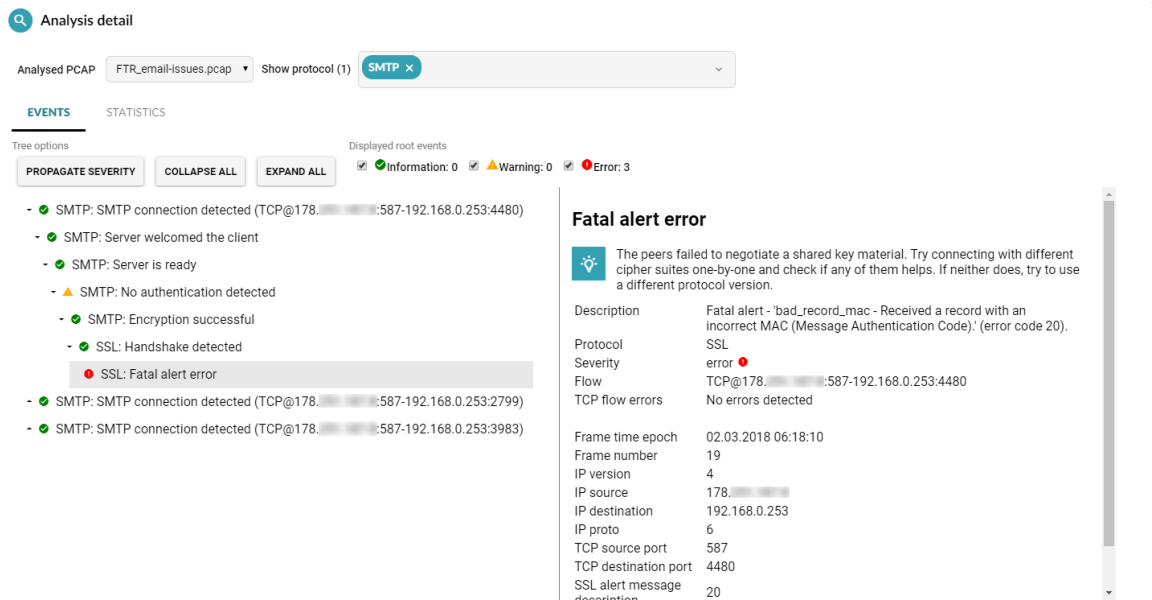 Analysis detail
Analysed PCAP FTR_email-issues.pcap Show protocol (1) SMTP
EVENTS STATISTICS
Tree options Displayed root events
PROPAGATE SEVERITY COLLAPSE ALL EXPAND ALL Information: 0 Warning: 0 Error: 3
SMTP: SMTP connection detected (TCP@178. :587-192.168.0.253:4480)
SMTP: Server welcomed the client
SMTP: Server is ready
SMTP: No authentication detected
SMTP: Encryption successful
SSL: Handshake detected
SSL: Fatal alert error
SMTP: SMTP connection detected (TCP@178. :587-192.168.0.253:2799)
SMTP: SMTP connection detected (TCP@178. :587-192.168.0.253:3983)
Fatal alert error
The peers failed to negotiate a shared key material. Try connecting with different
cipher suites one-by-one and check if any of them helps. If neither does, try to use
a different protocol version.
Description Fatal alert - 'bad_record_mac - Received a record with an
incorrect MAC (Message Authentication Code).' (error code 20).
Protocol SSL
Severity error
Flow TCP@178. :587-192.168.0.253:4480
TCP flow errors No errors detected
Frame time epoch 02.03.2018 06:18:10
Frame number 19
IP version 4
IP source 178.
IP destination 192.168.0.253
IP proto 6
TCP source port 587
TCP destination port 4480
SSL alert message 20
description